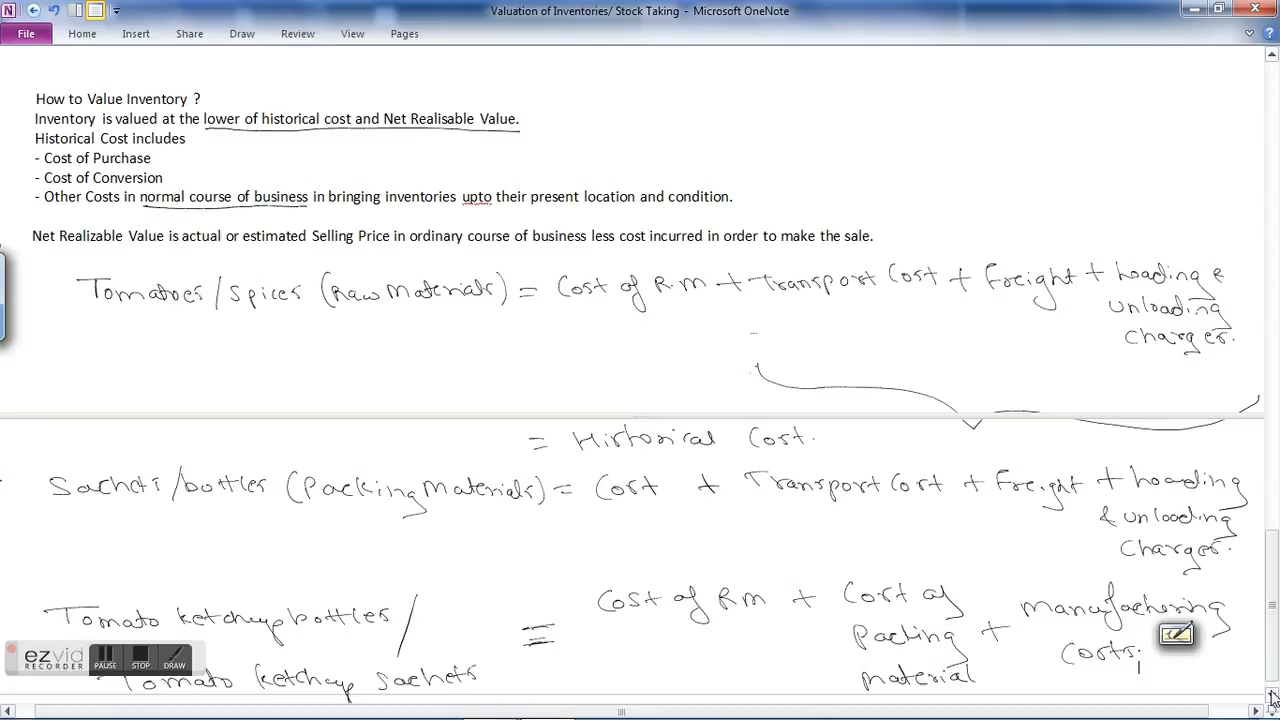 Valuation of Inventories/ Stock Taking - Microsoft OneNote
File Home Insert Share Draw Review View Pages
How to Value Inventory ?
Inventory is valued at the lower of historical cost and Net Realisable Value.
Historical Cost includes
- Cost of Purchase
- Cost of Conversion
- Other Costs in normal course of business in bringing inventories upto their present location and condition.
Net Realizable Value is actual or estimated Selling Price in ordinary course of business less cost incurred in order to make the sale.
Tomatoes/Spices (Raw Materials) = Cost of R.M + Transport Cost + Freight + Loading &
unloading
charges.
= Historical Cost.
Sachets/bottles (Packing Materials) = Cost + Transport Cost + Freight + Loading
& unloading
charges.
Tomato ketchup bottles/
Tomato ketchup sachets
= Cost of RM + Cost of
packing
material
+ manufacturing
costs;
ezvid
RECORDER
PAUSE STOP DRAW